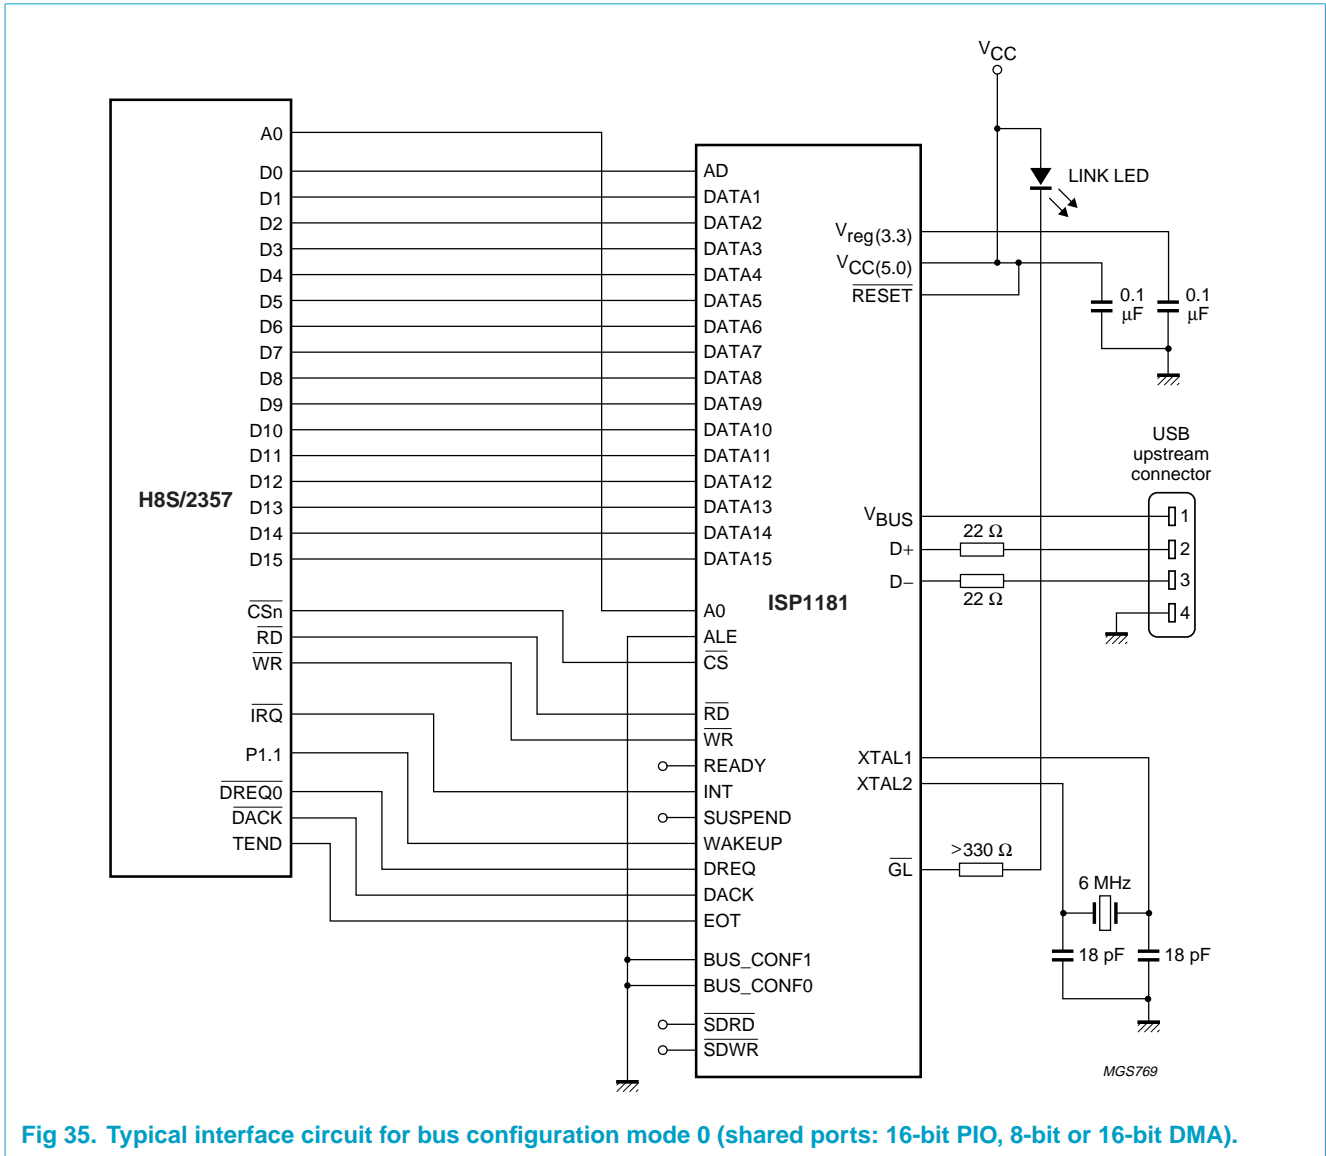 VCC
A0
D0
D1
D2
D3
D4
D5
D6
D7
D8
D9
D10
D11
D12
D13
D14
D15
H8S/2357
CSn
RD
WR
IRQ
P1.1
DREQ0
DACK
TEND
AD
DATA1
DATA2
DATA3
DATA4
DATA5
DATA6
DATA7
DATA8
DATA9
DATA10
DATA11
DATA12
DATA13
DATA14
DATA15
ISP1181
A0
ALE
CS
RD
WR
READY
INT
SUSPEND
WAKEUP
DREQ
DACK
EOT
BUS_CONF1
BUS_CONF0
SDRD
SDWR
Vreg(3.3)
VCC(5.0)
RESET
VBUS
D+
D−
XTAL1
XTAL2
GL
LINK LED
0.1
µF
0.1
µF
USB
upstream
connector
22 Ω
22 Ω
1
2
3
4
>330 Ω
6 MHz
18 pF
18 pF
MGS769
Fig 35. Typical interface circuit for bus configuration mode 0 (shared ports: 16-bit PIO, 8-bit or 16-bit DMA).